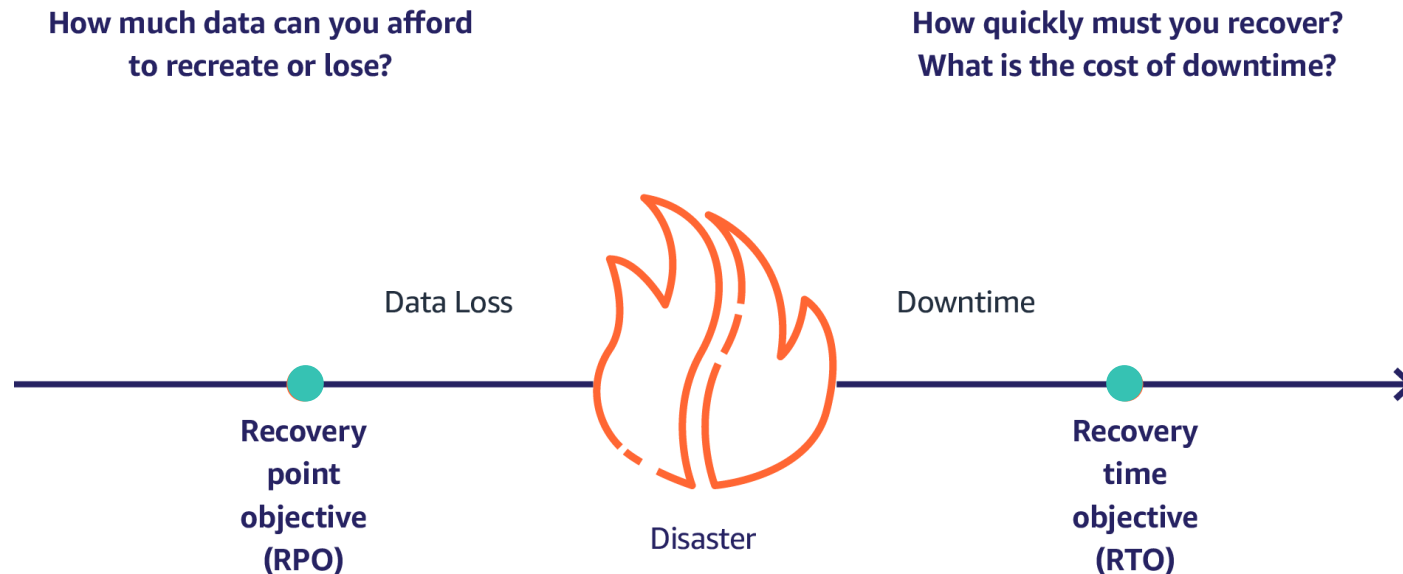 How much data can you afford
to recreate or lose?
How quickly must you recover?
What is the cost of downtime?
Data Loss
Downtime
Recovery
point
objective
(RPO)
Disaster
Recovery
time
objective
(RTO)